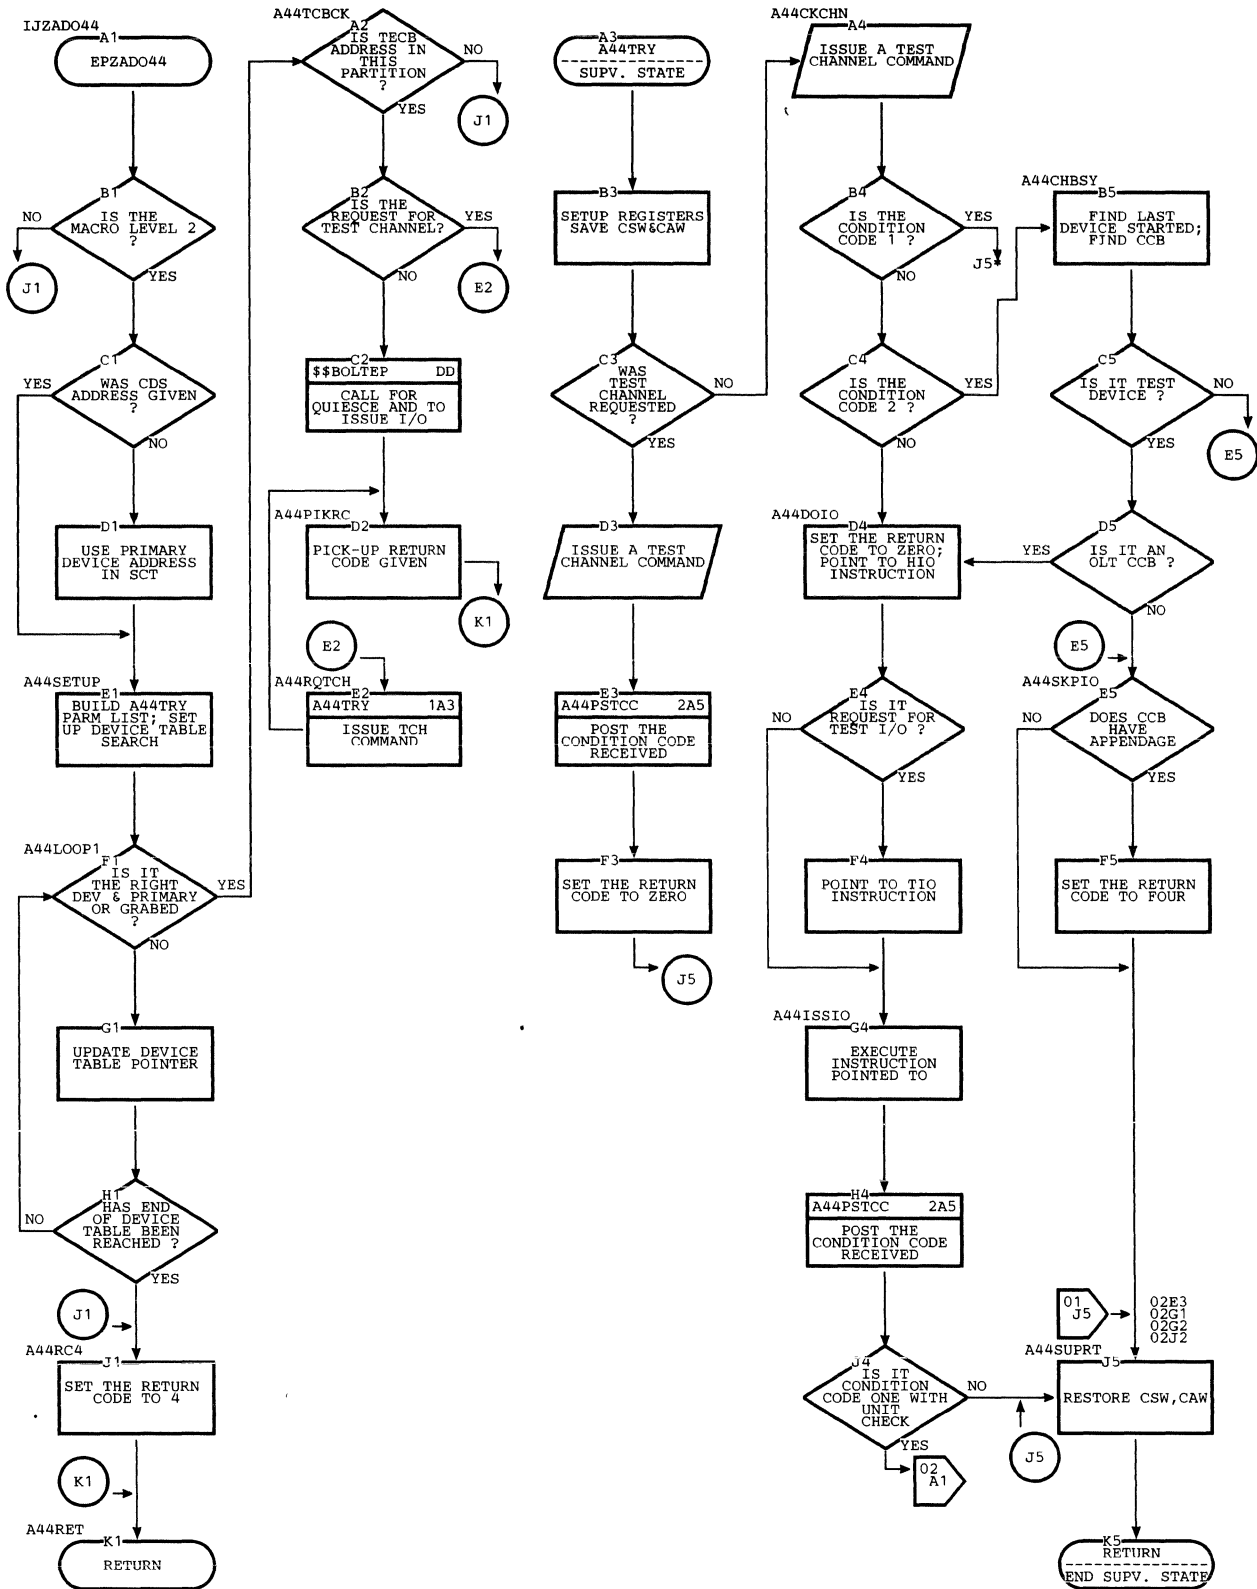 IJZADO44
A1
EPZADO44
B1
IS THE
MACRO LEVEL 2
?
NO
YES
J1
C1
WAS CDS
ADDRESS GIVEN
?
YES
NO
D1
USE PRIMARY
DEVICE ADDRESS
IN SCT
A44SETUP
E1
BUILD A44TRY
PARM LIST; SET
UP DEVICE TABLE
SEARCH
A44LOOP1
F1
IS IT
THE RIGHT
DEV & PRIMARY
OR GRABED
?
YES
NO
G1
UPDATE DEVICE
TABLE POINTER
H1
HAS END
OF DEVICE
TABLE BEEN
REACHED ?
NO
YES
J1
A44RC4
J1
SET THE RETURN
CODE TO 4
K1
A44RET
K1
RETURN
A44TCBCK
A2
IS TECB
ADDRESS IN
THIS
PARTITION
?
NO
YES
J1
B2
IS THE
REQUEST FOR
TEST CHANNEL?
YES
NO
E2
C2
$$BOLTEP DD
CALL FOR
QUIESCE AND TO
ISSUE I/O
A44PIKRC
D2
PICK-UP RETURN
CODE GIVEN
K1
E2
A44RQTCH
E2
A44TRY 1A3
ISSUE TCH
COMMAND
A3
A44TRY
SUPV. STATE
B3
SETUP REGISTERS
SAVE CSW&CAW
C3
WAS
TEST
CHANNEL
REQUESTED
?
NO
YES
D3
ISSUE A TEST
CHANNEL COMMAND
E3
A44PSTCC 2A5
POST THE
CONDITION CODE
RECEIVED
F3
SET THE RETURN
CODE TO ZERO
J5
A44CKCHN
A4
ISSUE A TEST
CHANNEL COMMAND
B4
IS THE
CONDITION
CODE 1 ?
YES
NO
J5*
C4
IS THE
CONDITION
CODE 2 ?
YES
NO
A44DOIO
D4
SET THE RETURN
CODE TO ZERO;
POINT TO HIO
INSTRUCTION
E4
IS IT
REQUEST FOR
TEST I/O ?
NO
YES
F4
POINT TO TIO
INSTRUCTION
A44ISSIO
G4
EXECUTE
INSTRUCTION
POINTED TO
H4
A44PSTCC 2A5
POST THE
CONDITION CODE
RECEIVED
J4
IS IT
CONDITION
CODE ONE WITH
UNIT
CHECK
NO
YES
02
A1
J5
A44CHBSY
B5
FIND LAST
DEVICE STARTED;
FIND CCB
C5
IS IT TEST
DEVICE ?
NO
YES
E5
D5
IS IT AN
OLT CCB ?
YES
NO
E5
A44SKPIO
E5
DOES CCB
HAVE
APPENDAGE
NO
YES
F5
SET THE RETURN
CODE TO FOUR
01
J5
02E3
02G1
02G2
02J2
A44SUPRT
J5
RESTORE CSW,CAW
K5
RETURN
END SUPV. STATE